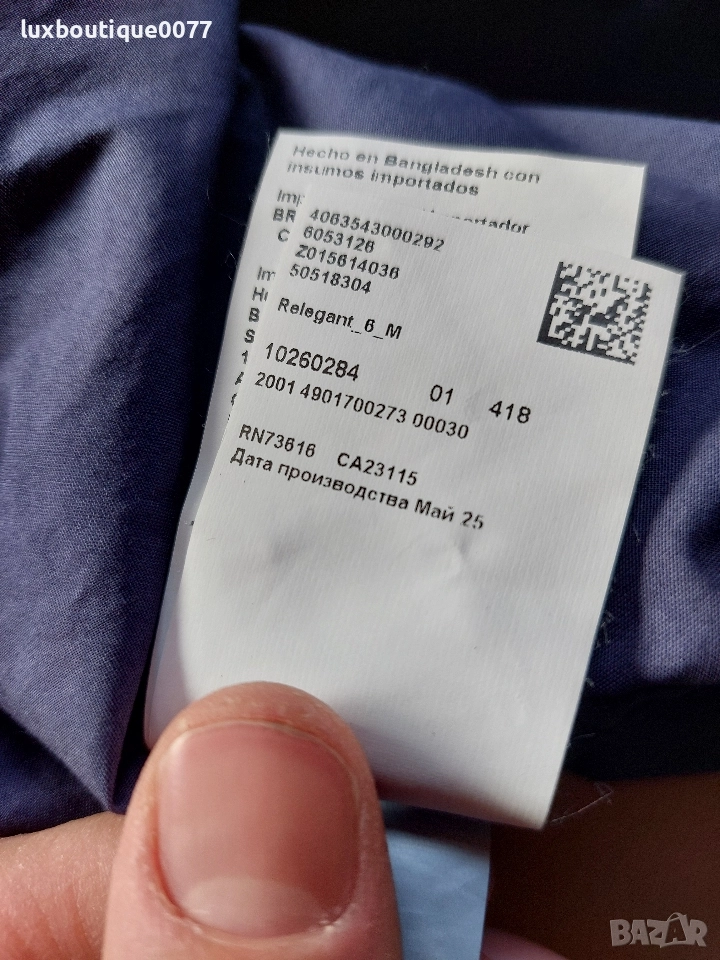 luxboutique0077
Hecho en Bangladesh con
insumos importados
4063543000292
6053126
Z015614036
50518304
Relegant_6_M
10260284 01 418
2001 4901700273 00030
RN73616 CA23115
Дата производства Май 25
BAZAR